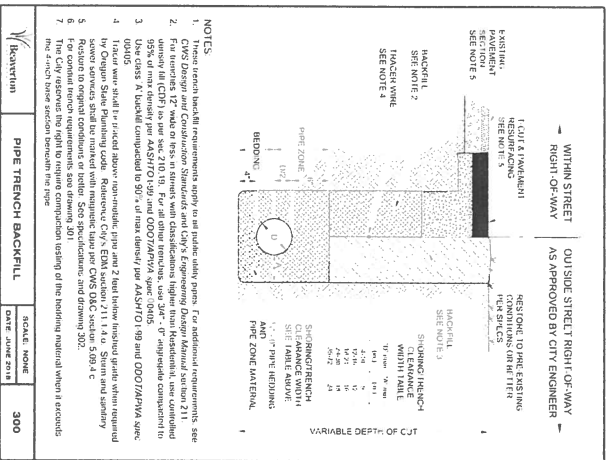 WITHIN STREET
RIGHT-OF-WAY
OUTSIDE STREET RIGHT-OF-WAY
AS APPROVED BY CITY ENGINEER
EXISTING
PAVEMENT
SECTION
SEE NOTE 5
T-CUT & PAVEMENT
RESURFACING
SEE NOTE 5
RESTORE TO PRE-EXISTING
CONDITIONS OR BETTER
PER SPECS
BACKFILL
SEE NOTE 2
BACKFILL
SEE NOTE 3
TRACER WIRE
SEE NOTE 4
SHORING/TRENCH
CLEARANCE
WIDTH TABLE
PIPE ZONE
BEDDING
4"
D
SHORING/TRENCH
CLEARANCE WIDTH
SEE TABLE ABOVE
PIPE BEDDING
AND
PIPE ZONE MATERIAL
VARIABLE DEPTH OF CUT
NOTES
1. These trench backfill requirements apply to all public utility pipes. For additional requirements, see
CWS Design and Construction Standards and City's Engineering Design Manual section 211.
2. For trenches 12" wide or less in streets with classifications higher than Residential, use controlled
density fill (CDF) as per sec 210.19. For all other trenches, use 3/4" - 0" aggregate compacted to
95% of max density per AASHTO t-99 and ODOT/APWA spec 00405
3. Use class 'A' backfill compacted to 90% of max density per AASHTO t-99 and ODOT/APWA spec
00405
4. Tracer wire shall be placed above non-metallic pipe and 2 feet below finished grade when required
by Oregon State Plumbing code. Reference City's EDM section 711.1.4.u. Storm and sanitary
sewer services shall be marked with magnetic tape per CWS D&C section 5.09.4.c
5. Restore to original conditions or better. See specifications and drawing 302.
6. For conduit trench requirements see drawing 301
7. The City reserves the right to require compaction testing of the bedding material when it exceeds
the 4-inch base section beneath the pipe
Beaverton
PIPE TRENCH BACKFILL
SCALE: NONE
DATE: JUNE 2018
300